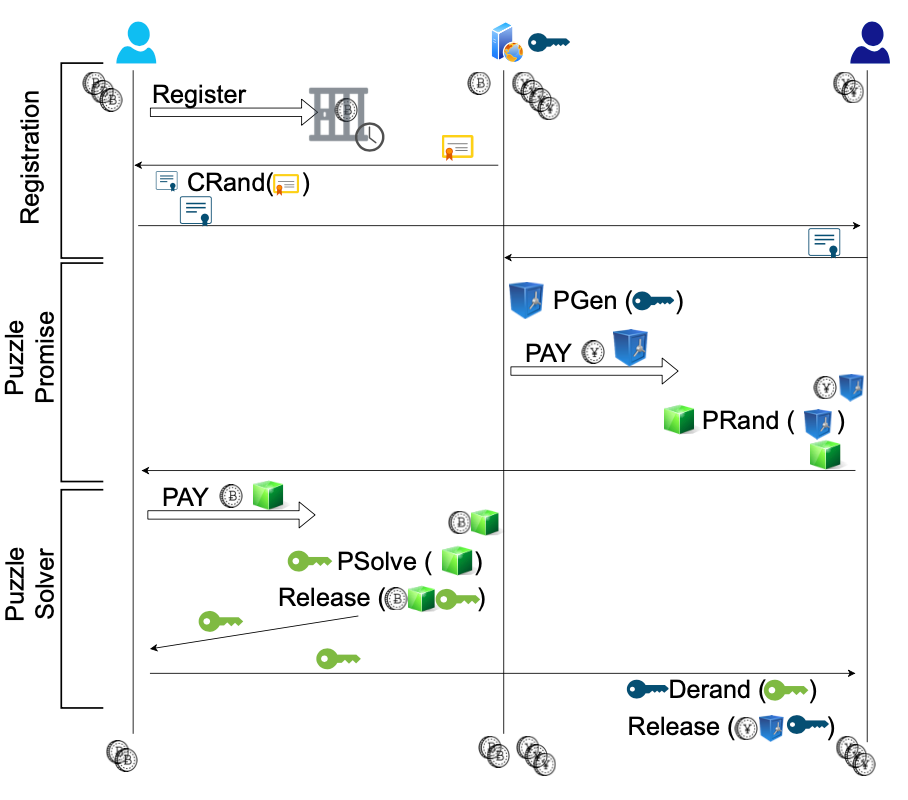 Registration
Register
CRand( )
Puzzle
Promise
PGen ( )
PAY
PRand ( )
Puzzle
Solver
PAY
PSolve ( )
Release ( )
Derand ( )
Release ( )